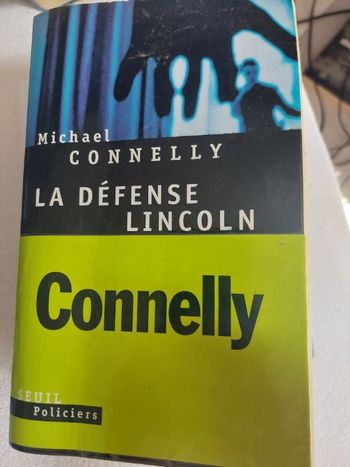 Michael
CONNELLY
LA DÉFENSE
LINCOLN
Connelly
SEUIL
Policiers